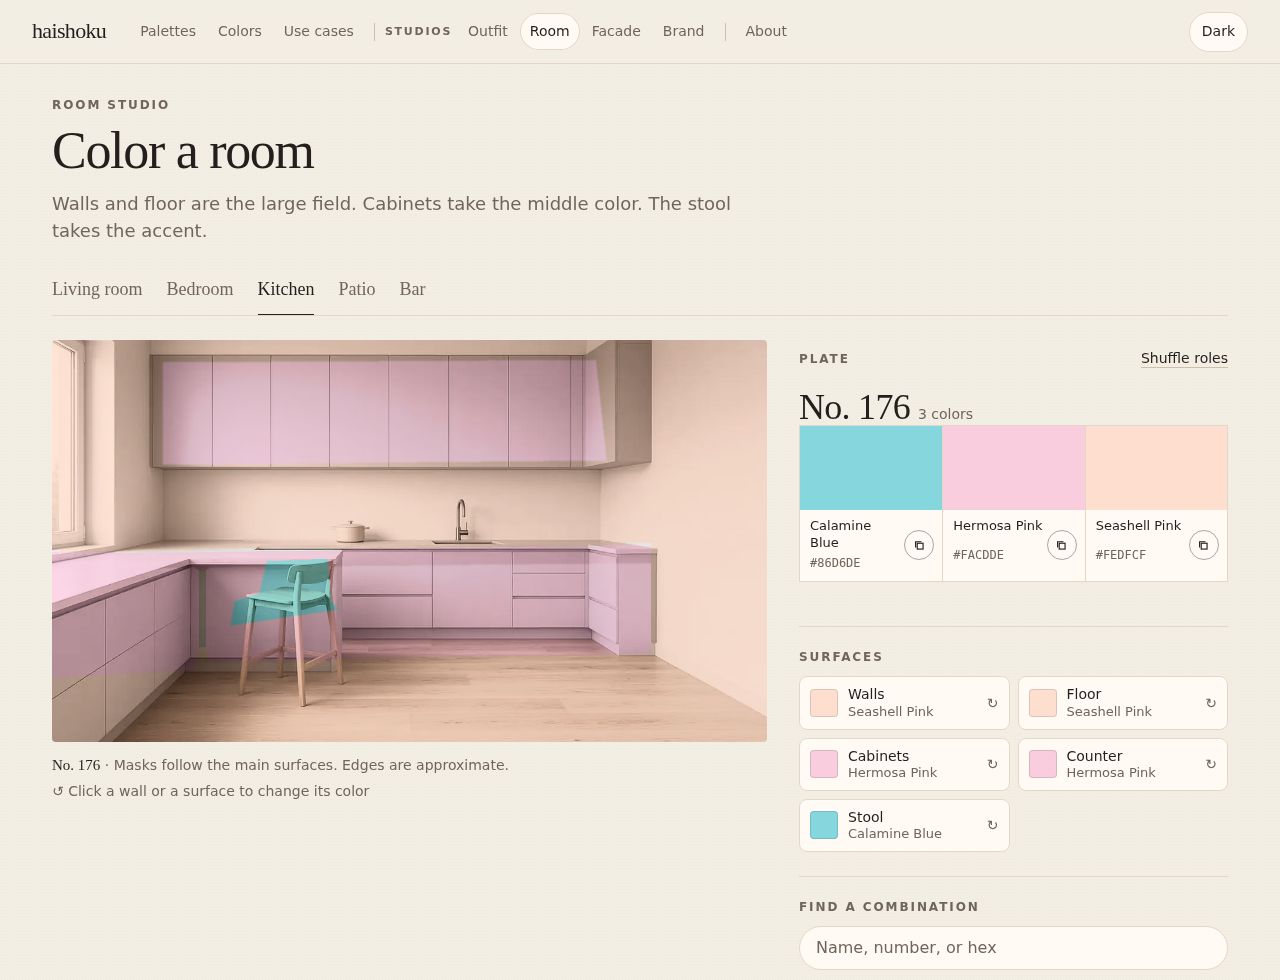 haishoku
Palettes
Colors
Use cases
STUDIOS
Outfit
Room
Facade
Brand
About
Dark
ROOM STUDIO
Color a room
Walls and floor are the large field. Cabinets take the middle color. The stool
takes the accent.
Living room
Bedroom
Kitchen
Patio
Bar
No. 176 · Masks follow the main surfaces. Edges are approximate.
↺ Click a wall or a surface to change its color
PLATE
Shuffle roles
No. 176 3 colors
Calamine
Blue
#86D6DE
Hermosa Pink
#FACDDE
Seashell Pink
#FEDFCF
SURFACES
Walls
Seashell Pink
↻
Floor
Seashell Pink
↻
Cabinets
Hermosa Pink
↻
Counter
Hermosa Pink
↻
Stool
Calamine Blue
↻
FIND A COMBINATION
Name, number, or hex